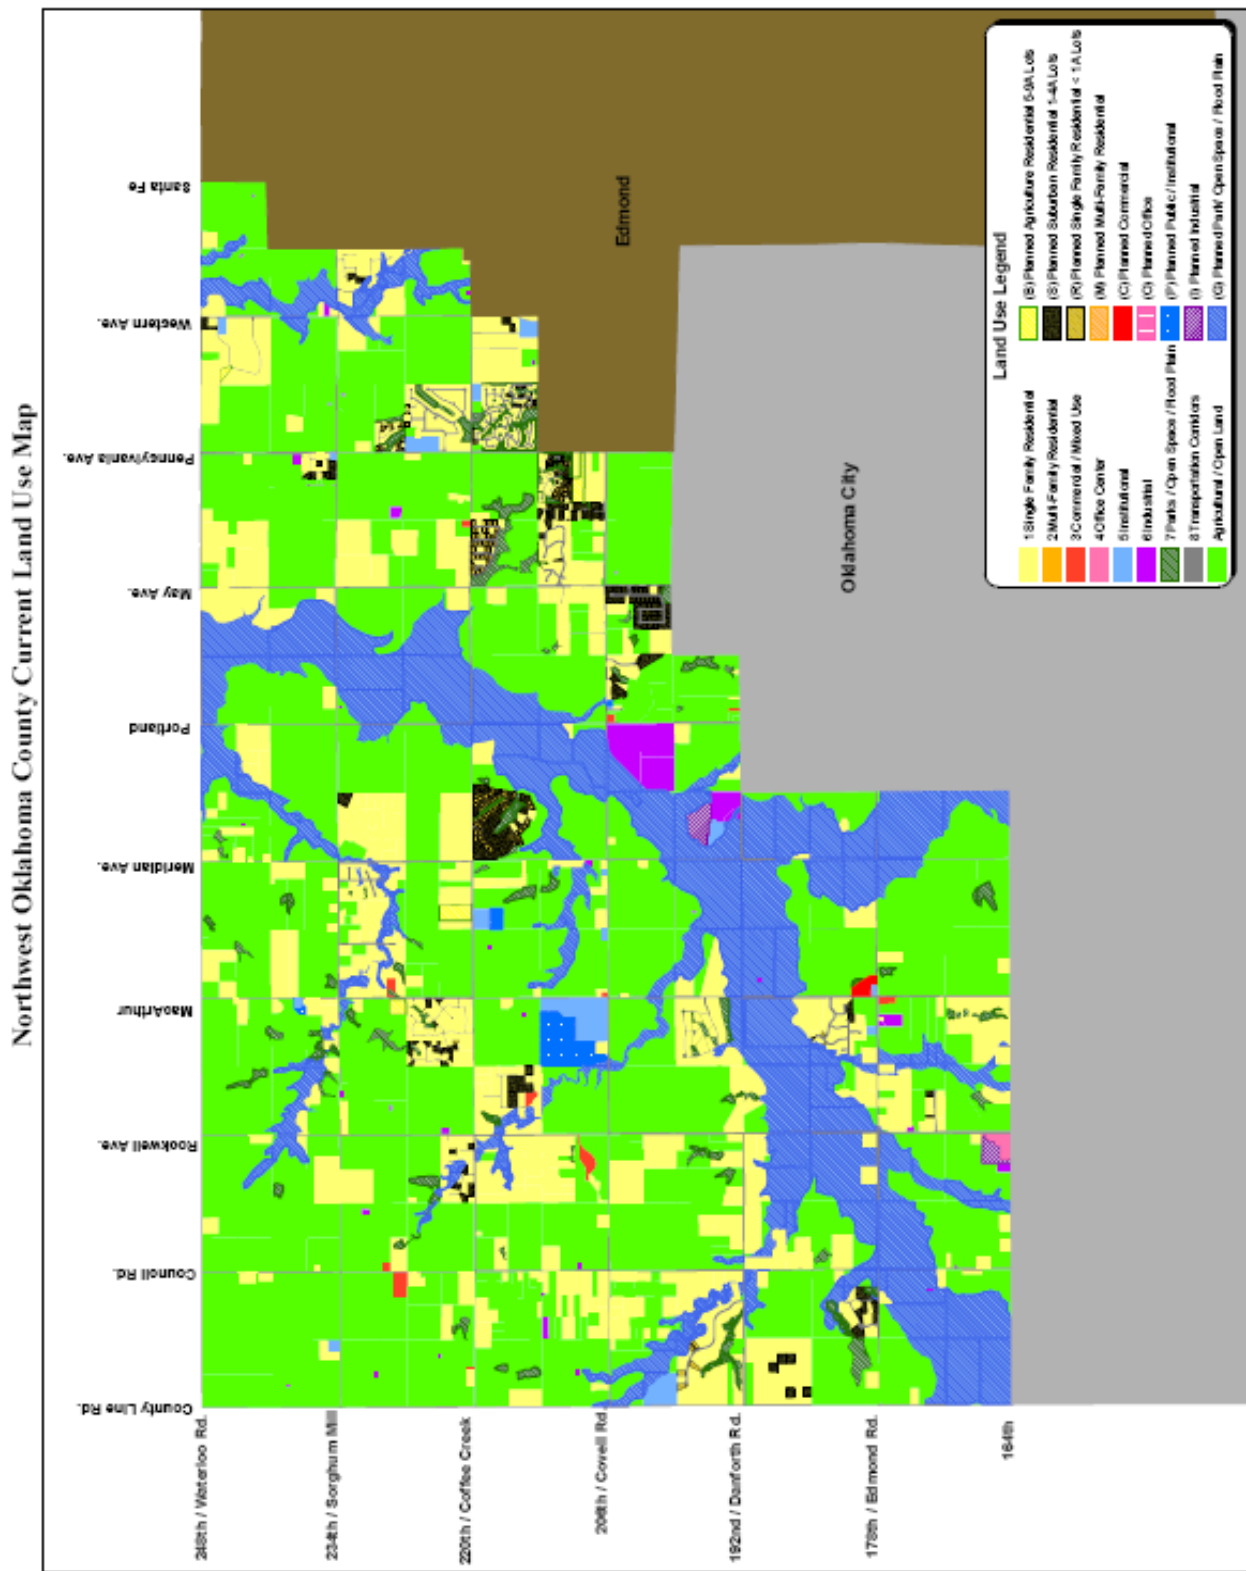 Northwest Oklahoma County Current Land Use Map
County Line Rd.
Council Rd.
Rockwell Ave.
MacArthur
Meridian Ave.
Portland
May Ave.
Pennsylvania Ave.
Western Ave.
Santa Fe
248th / Waterloo Rd.
234th / Sorghum Mill
220th / Coffee Creek
206th / Covell Rd.
192nd / Danforth Rd.
178th / Edmond Rd.
164th
Edmond
Oklahoma City
Land Use Legend
1 Single Family Residential
2 Multi-Family Residential
3 Commercial / Mixed Use
4 Office Center
5 Institutional
6 Industrial
7 Parks / Open Space / Flood Plain
8 Transportation Corridors
Agricultural / Open Land
(B) Planned Agriculture Residential 5-9A Lots
(S) Planned Suburban Residential 1-4A Lots
(R) Planned Single Family Residential < 1A Lots
(M) Planned Multi-Family Residential
(C) Planned Commercial
(O) Planned Office
(P) Planned Public / Institutional
(I) Planned Industrial
(G) Planned Park/ Open Space / Flood Plain